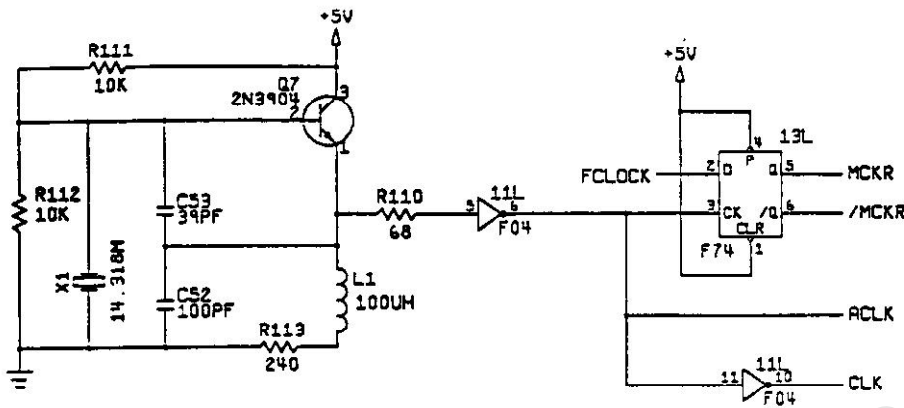 +5V
R111
10K
Q7
2N3904
3
2
1
R112
10K
C53
39PF
X1
14.318M
C52
100PF
R113
240
L1
100UH
R110
68
5
11L
6
F04
+5V
13L
4
P
FCLOCK
2
D
Q
5
MCKR
3
CK
/Q
6
/MCKR
CLR
F74
1
ACLK
11L
11
10
F04
CLK